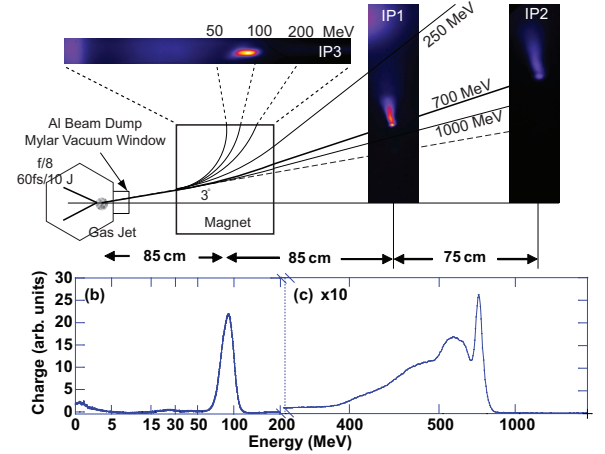 IP1
IP2
50 100 200 MeV
IP3
250 MeV
700 MeV
1000 MeV
Al Beam Dump
Mylar Vacuum Window
f/8
60fs/10 J
3°
Gas Jet
Magnet
85 cm
85 cm
75 cm
30
25
20
15
10
5
0
Charge (arb. units)
(b)
(c) x10
0 5 15 30 50 100 200 200 400 500 1000
Energy (MeV)